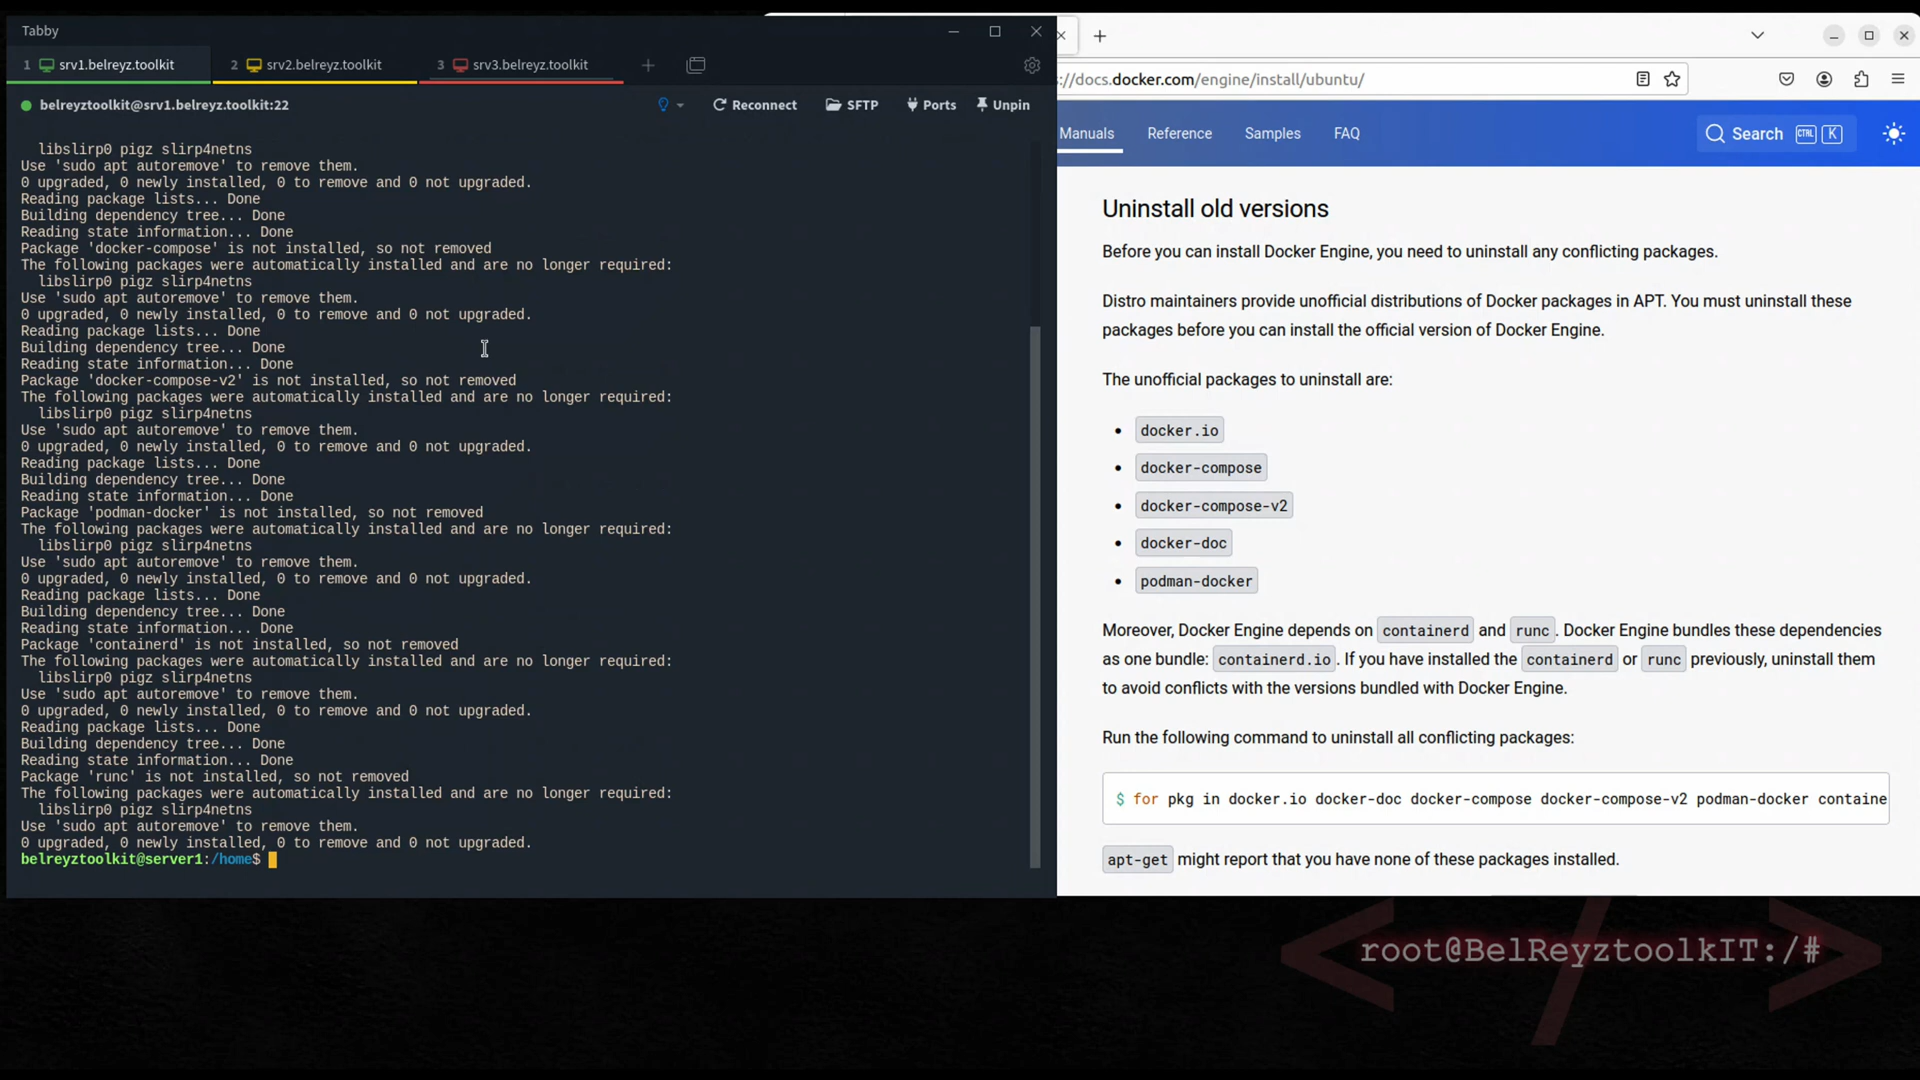 Tabby
1 srv1.belreyz.toolkit
2 srv2.belreyz.toolkit
3 srv3.belreyz.toolkit
belreyztoolkit@srv1.belreyz.toolkit:22
Reconnect
SFTP
Ports
Unpin
libslirp0 pigz slirp4netns
Use 'sudo apt autoremove' to remove them.
0 upgraded, 0 newly installed, 0 to remove and 0 not upgraded.
Reading package lists... Done
Building dependency tree... Done
Reading state information... Done
Package 'docker-compose' is not installed, so not removed
The following packages were automatically installed and are no longer required:
libslirp0 pigz slirp4netns
Use 'sudo apt autoremove' to remove them.
0 upgraded, 0 newly installed, 0 to remove and 0 not upgraded.
Reading package lists... Done
Building dependency tree... Done
Reading state information... Done
Package 'docker-compose-v2' is not installed, so not removed
The following packages were automatically installed and are no longer required:
libslirp0 pigz slirp4netns
Use 'sudo apt autoremove' to remove them.
0 upgraded, 0 newly installed, 0 to remove and 0 not upgraded.
Reading package lists... Done
Building dependency tree... Done
Reading state information... Done
Package 'podman-docker' is not installed, so not removed
The following packages were automatically installed and are no longer required:
libslirp0 pigz slirp4netns
Use 'sudo apt autoremove' to remove them.
0 upgraded, 0 newly installed, 0 to remove and 0 not upgraded.
Reading package lists... Done
Building dependency tree... Done
Reading state information... Done
Package 'containerd' is not installed, so not removed
The following packages were automatically installed and are no longer required:
libslirp0 pigz slirp4netns
Use 'sudo apt autoremove' to remove them.
0 upgraded, 0 newly installed, 0 to remove and 0 not upgraded.
Reading package lists... Done
Building dependency tree... Done
Reading state information... Done
Package 'runc' is not installed, so not removed
The following packages were automatically installed and are no longer required:
libslirp0 pigz slirp4netns
Use 'sudo apt autoremove' to remove them.
0 upgraded, 0 newly installed, 0 to remove and 0 not upgraded.
belreyztoolkit@server1:/home$
://docs.docker.com/engine/install/ubuntu/
Manuals Reference Samples FAQ
Search CTRL K
Uninstall old versions
Before you can install Docker Engine, you need to uninstall any conflicting packages.
Distro maintainers provide unofficial distributions of Docker packages in APT. You must uninstall these
packages before you can install the official version of Docker Engine.
The unofficial packages to uninstall are:
• docker.io
• docker-compose
• docker-compose-v2
• docker-doc
• podman-docker
Moreover, Docker Engine depends on containerd and runc. Docker Engine bundles these dependencies
as one bundle: containerd.io. If you have installed the containerd or runc previously, uninstall them
to avoid conflicts with the versions bundled with Docker Engine.
Run the following command to uninstall all conflicting packages:
$ for pkg in docker.io docker-doc docker-compose docker-compose-v2 podman-docker containe
apt-get might report that you have none of these packages installed.
root@BelReyztoolkIT:/#